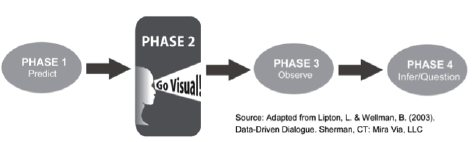 PHASE 1
Predict
PHASE 2
Go Visual!
PHASE 3
Observe
PHASE 4
Infer/Question
Source: Adapted from Lipton, L. & Wellman, B. (2003).
Data-Driven Dialogue. Sherman, CT: Mira Via, LLC